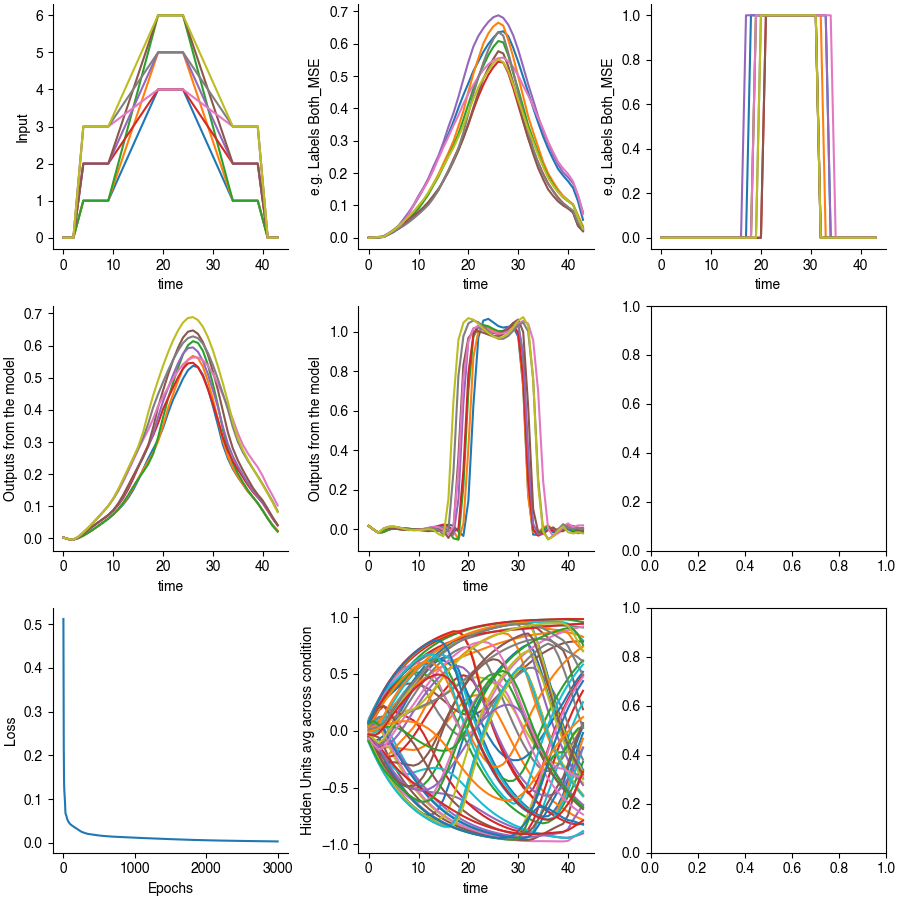 6
5
4
3
2
1
0
Input
0 10 20 30 40
time
0.7
0.6
0.5
0.4
0.3
0.2
0.1
0.0
e.g. Labels Both_MSE
0 10 20 30 40
time
1.0
0.8
0.6
0.4
0.2
0.0
e.g. Labels Both_MSE
0 10 20 30 40
time
0.7
0.6
0.5
0.4
0.3
0.2
0.1
0.0
Outputs from the model
0 10 20 30 40
time
1.0
0.8
0.6
0.4
0.2
0.0
Outputs from the model
0 10 20 30 40
time
1.0
0.8
0.6
0.4
0.2
0.0
0.0 0.2 0.4 0.6 0.8 1.0
0.5
0.4
0.3
0.2
0.1
0.0
Loss
0 1000 2000 3000
Epochs
1.0
0.5
0.0
−0.5
−1.0
Hidden Units avg across condition
0 10 20 30 40
time
1.0
0.8
0.6
0.4
0.2
0.0
0.0 0.2 0.4 0.6 0.8 1.0